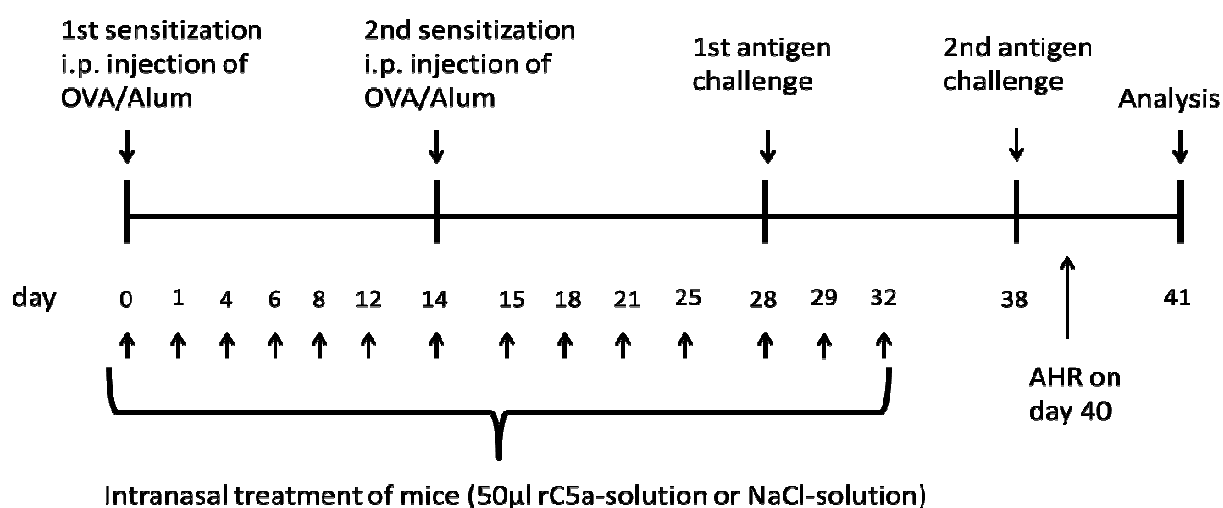 1st sensitization
i.p. injection of
OVA/Alum
2nd sensitization
i.p. injection of
OVA/Alum
1st antigen
challenge
2nd antigen
challenge
Analysis
day 0 1 4 6 8 12 14 15 18 21 25 28 29 32 38 41
AHR on
day 40
Intranasal treatment of mice (50µl rC5a-solution or NaCl-solution)